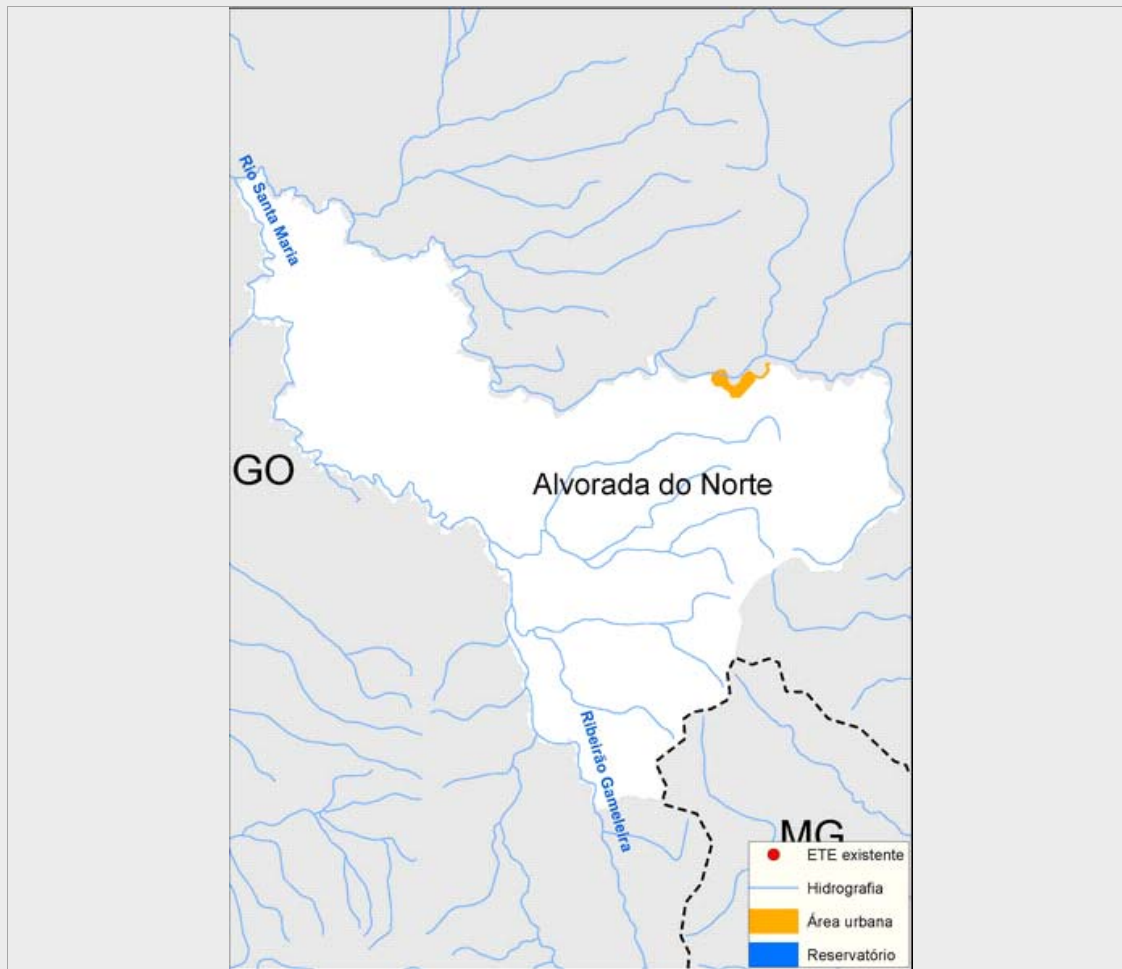 Rio Santa Maria
GO
Alvorada do Norte
Ribeirão Gameleira
MG
ETE existente
Hidrografia
Área urbana
Reservatório